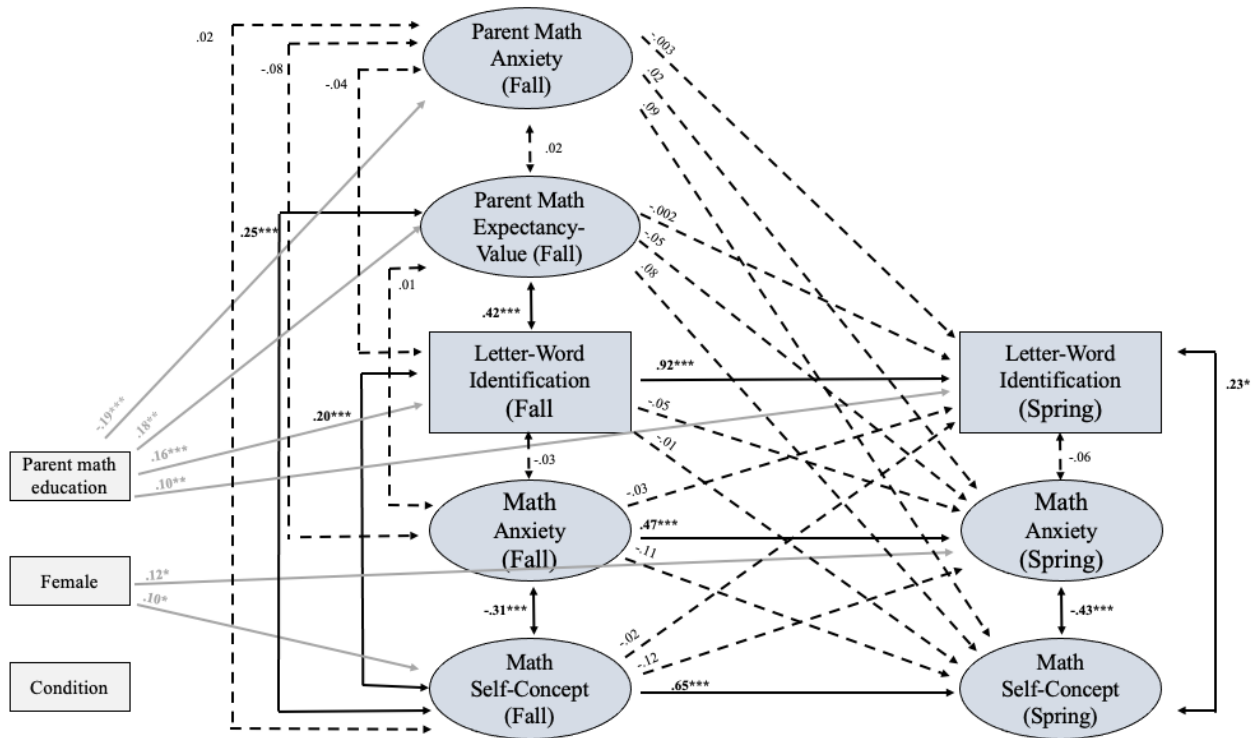 .02
-.08
-.04
Parent Math
Anxiety
(Fall)
-.003
.02
.09
.02
Parent Math
Expectancy-
Value (Fall)
-.002
-.05
.08
.25***
.01
.42***
Letter-Word
Identification
(Fall
.92***
Letter-Word
Identification
(Spring)
.23*
-.19***
.18**
.16***
.10**
.20***
-.05
-.01
Parent math
education
-.03
-.03
-.06
Math
Anxiety
(Fall)
.47***
-.11
Math
Anxiety
(Spring)
Female
.12*
.10*
-.31***
-.43***
-.02
-.12
Condition
Math
Self-Concept
(Fall)
.65***
Math
Self-Concept
(Spring)